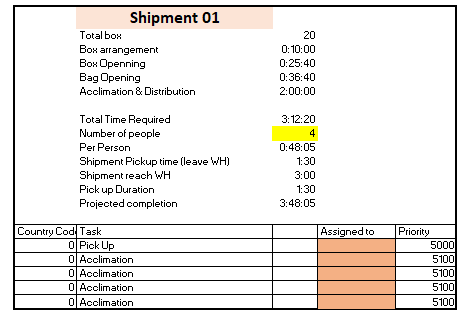 Shipment 01
Total box 20
Box arrangement 0:10:00
Box Openning 0:25:40
Bag Opening 0:36:40
Acclimation & Distribution 2:00:00
Total Time Required 3:12:20
Number of people 4
Per Person 0:48:05
Shipment Pickup time (leave WH) 1:30
Shipment reach WH 3:00
Pick up Duration 1:30
Projected completion 3:48:05
Country Cod Task Assigned to Priority
0 Pick Up 5000
0 Acclimation 5100
0 Acclimation 5100
0 Acclimation 5100
0 Acclimation 5100